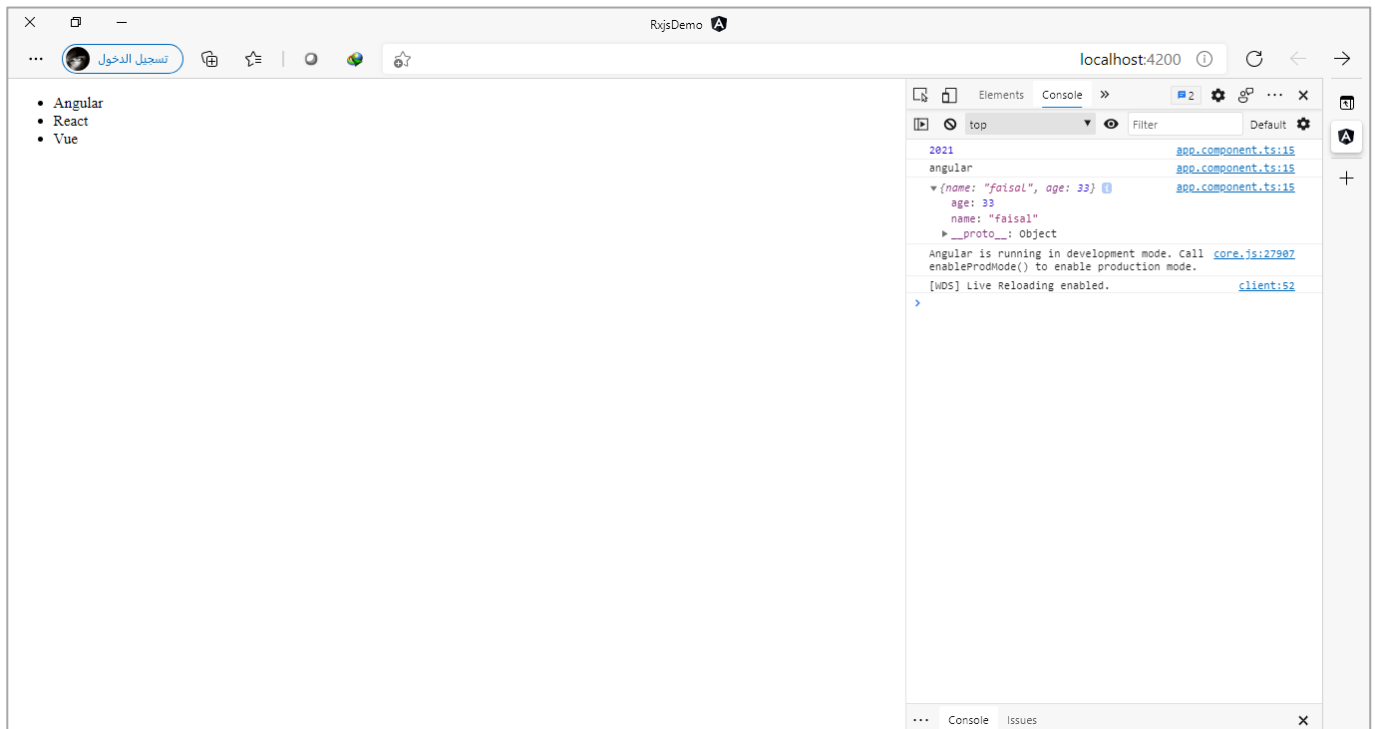 RxjsDemo
تسجيل الدخول
localhost:4200
Angular
React
Vue
Elements Console » 2
top Filter Default
2021 app.component.ts:15
angular app.component.ts:15
{name: "faisal", age: 33} app.component.ts:15
age: 33
name: "faisal"
__proto__: Object
Angular is running in development mode. Call core.js:27907
enableProdMode() to enable production mode.
[WDS] Live Reloading enabled. client:52
Console Issues